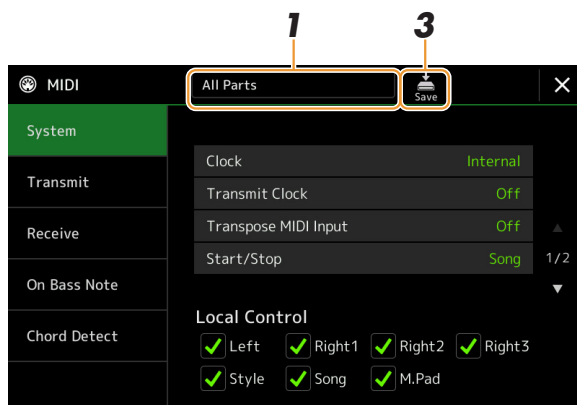 1 3
MIDI All Parts Save
System
Clock Internal
Transmit Transmit Clock Off
Transpose MIDI Input Off
Receive
Start/Stop Song 1/2
On Bass Note
Local Control
Chord Detect Left Right1 Right2 Right3
Style Song M.Pad